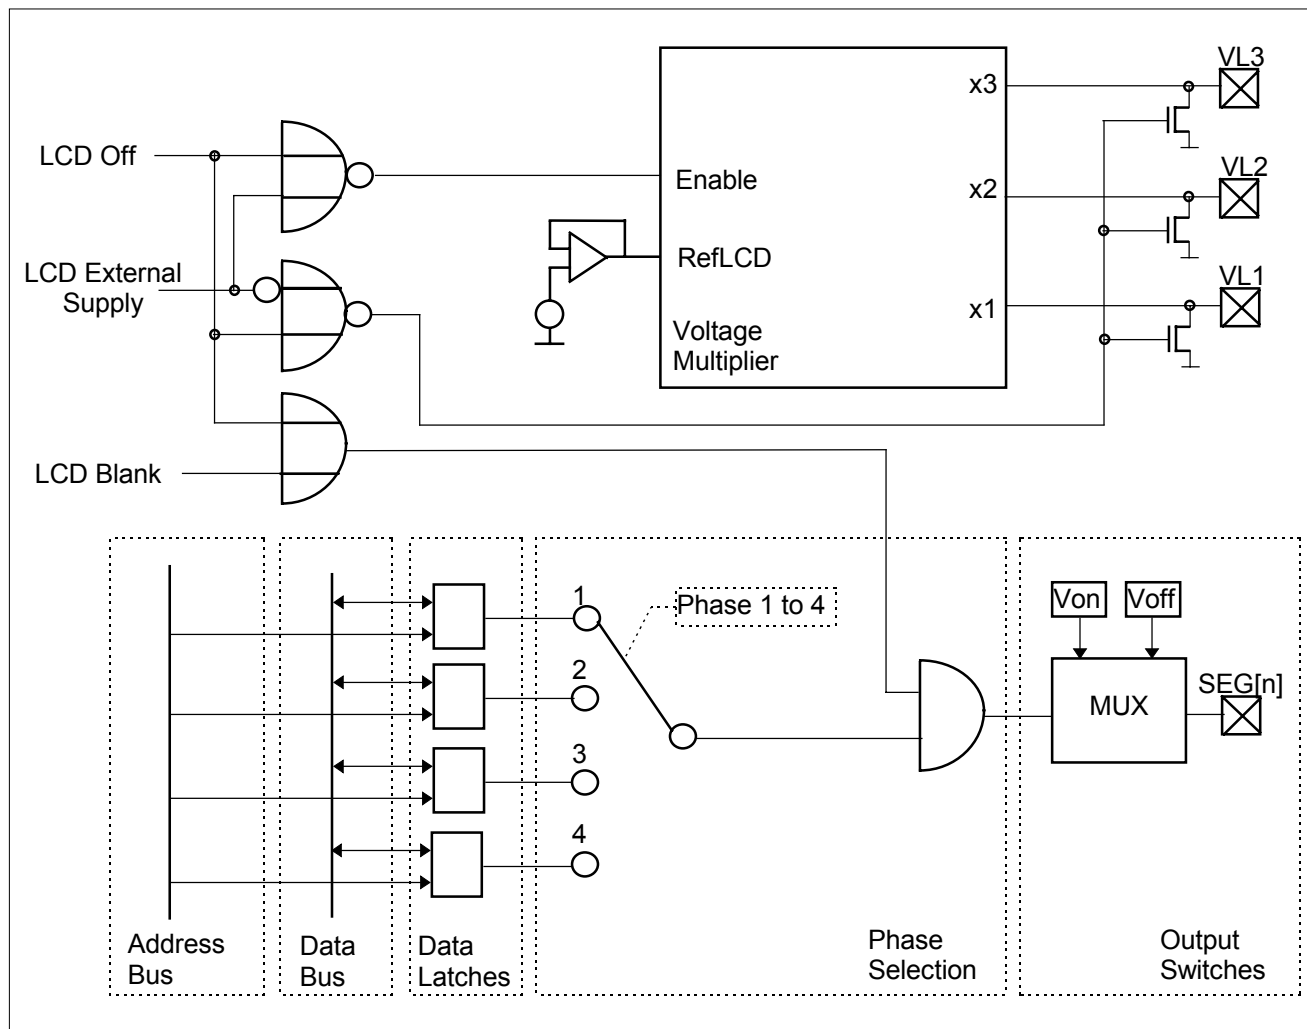 VL3
x3
LCD Off
Enable
x2
VL2
RefLCD
LCD External
Supply
VL1
x1
Voltage
Multiplier
LCD Blank
1
Phase 1 to 4
Von
Voff
2
MUX
SEG[n]
3
4
Address
Bus
Data
Bus
Data
Latches
Phase
Selection
Output
Switches